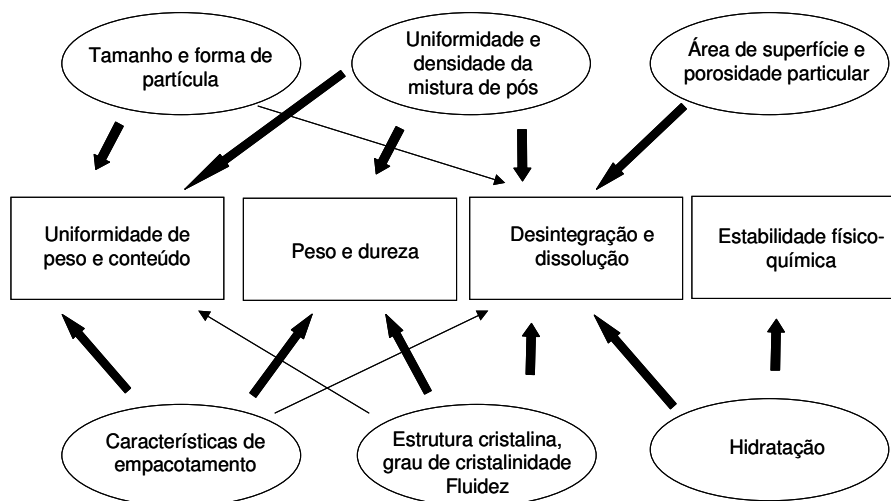 Tamanho e forma de
partícula
Uniformidade e
densidade da
mistura de pós
Área de superfície e
porosidade particular
Uniformidade de
peso e conteúdo
Peso e dureza
Desintegração e
dissolução
Estabilidade físico-
química
Características de
empacotamento
Estrutura cristalina,
grau de cristalinidade
Fluidez
Hidratação